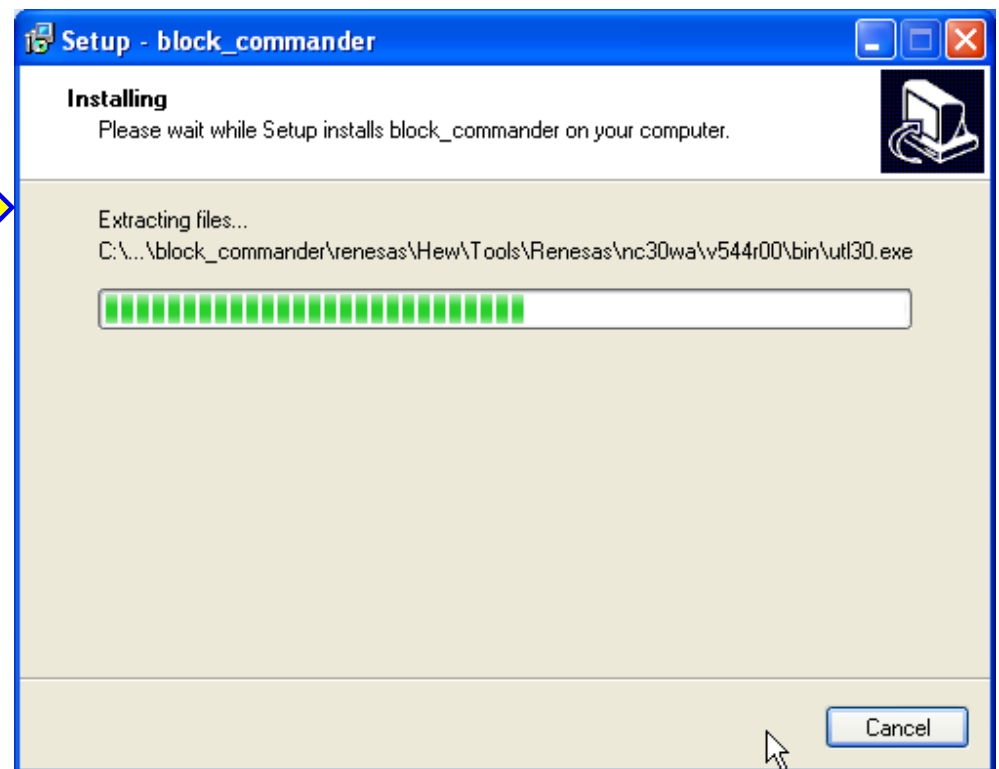 Setup - block_commander
Installing
Please wait while Setup installs block_commander on your computer.
Extracting files...
C:\...\block_commander\renesas\Hew\Tools\Renesas\nc30wa\v544r00\bin\utl30.exe
Cancel